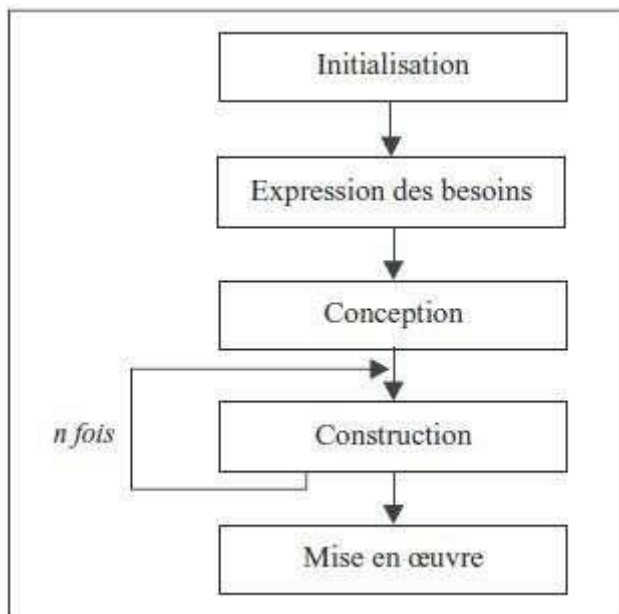 Initialisation
Expression des besoins
Conception
n fois
Construction
Mise en œuvre